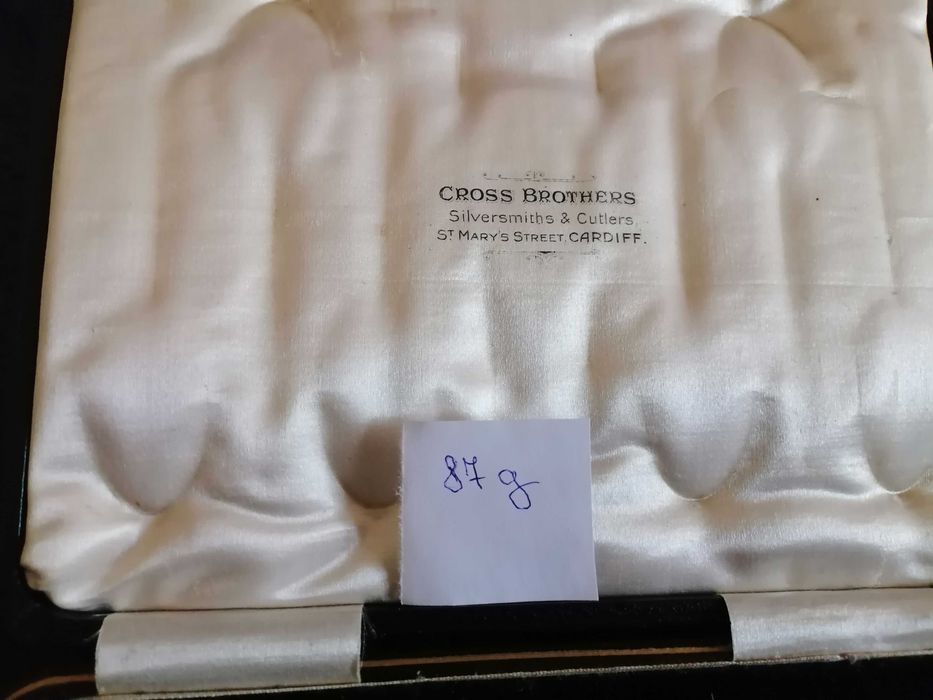 CROSS BROTHERS
Silversmiths & Cutlers,
ST MARY'S STREET, CARDIFF.
87 g